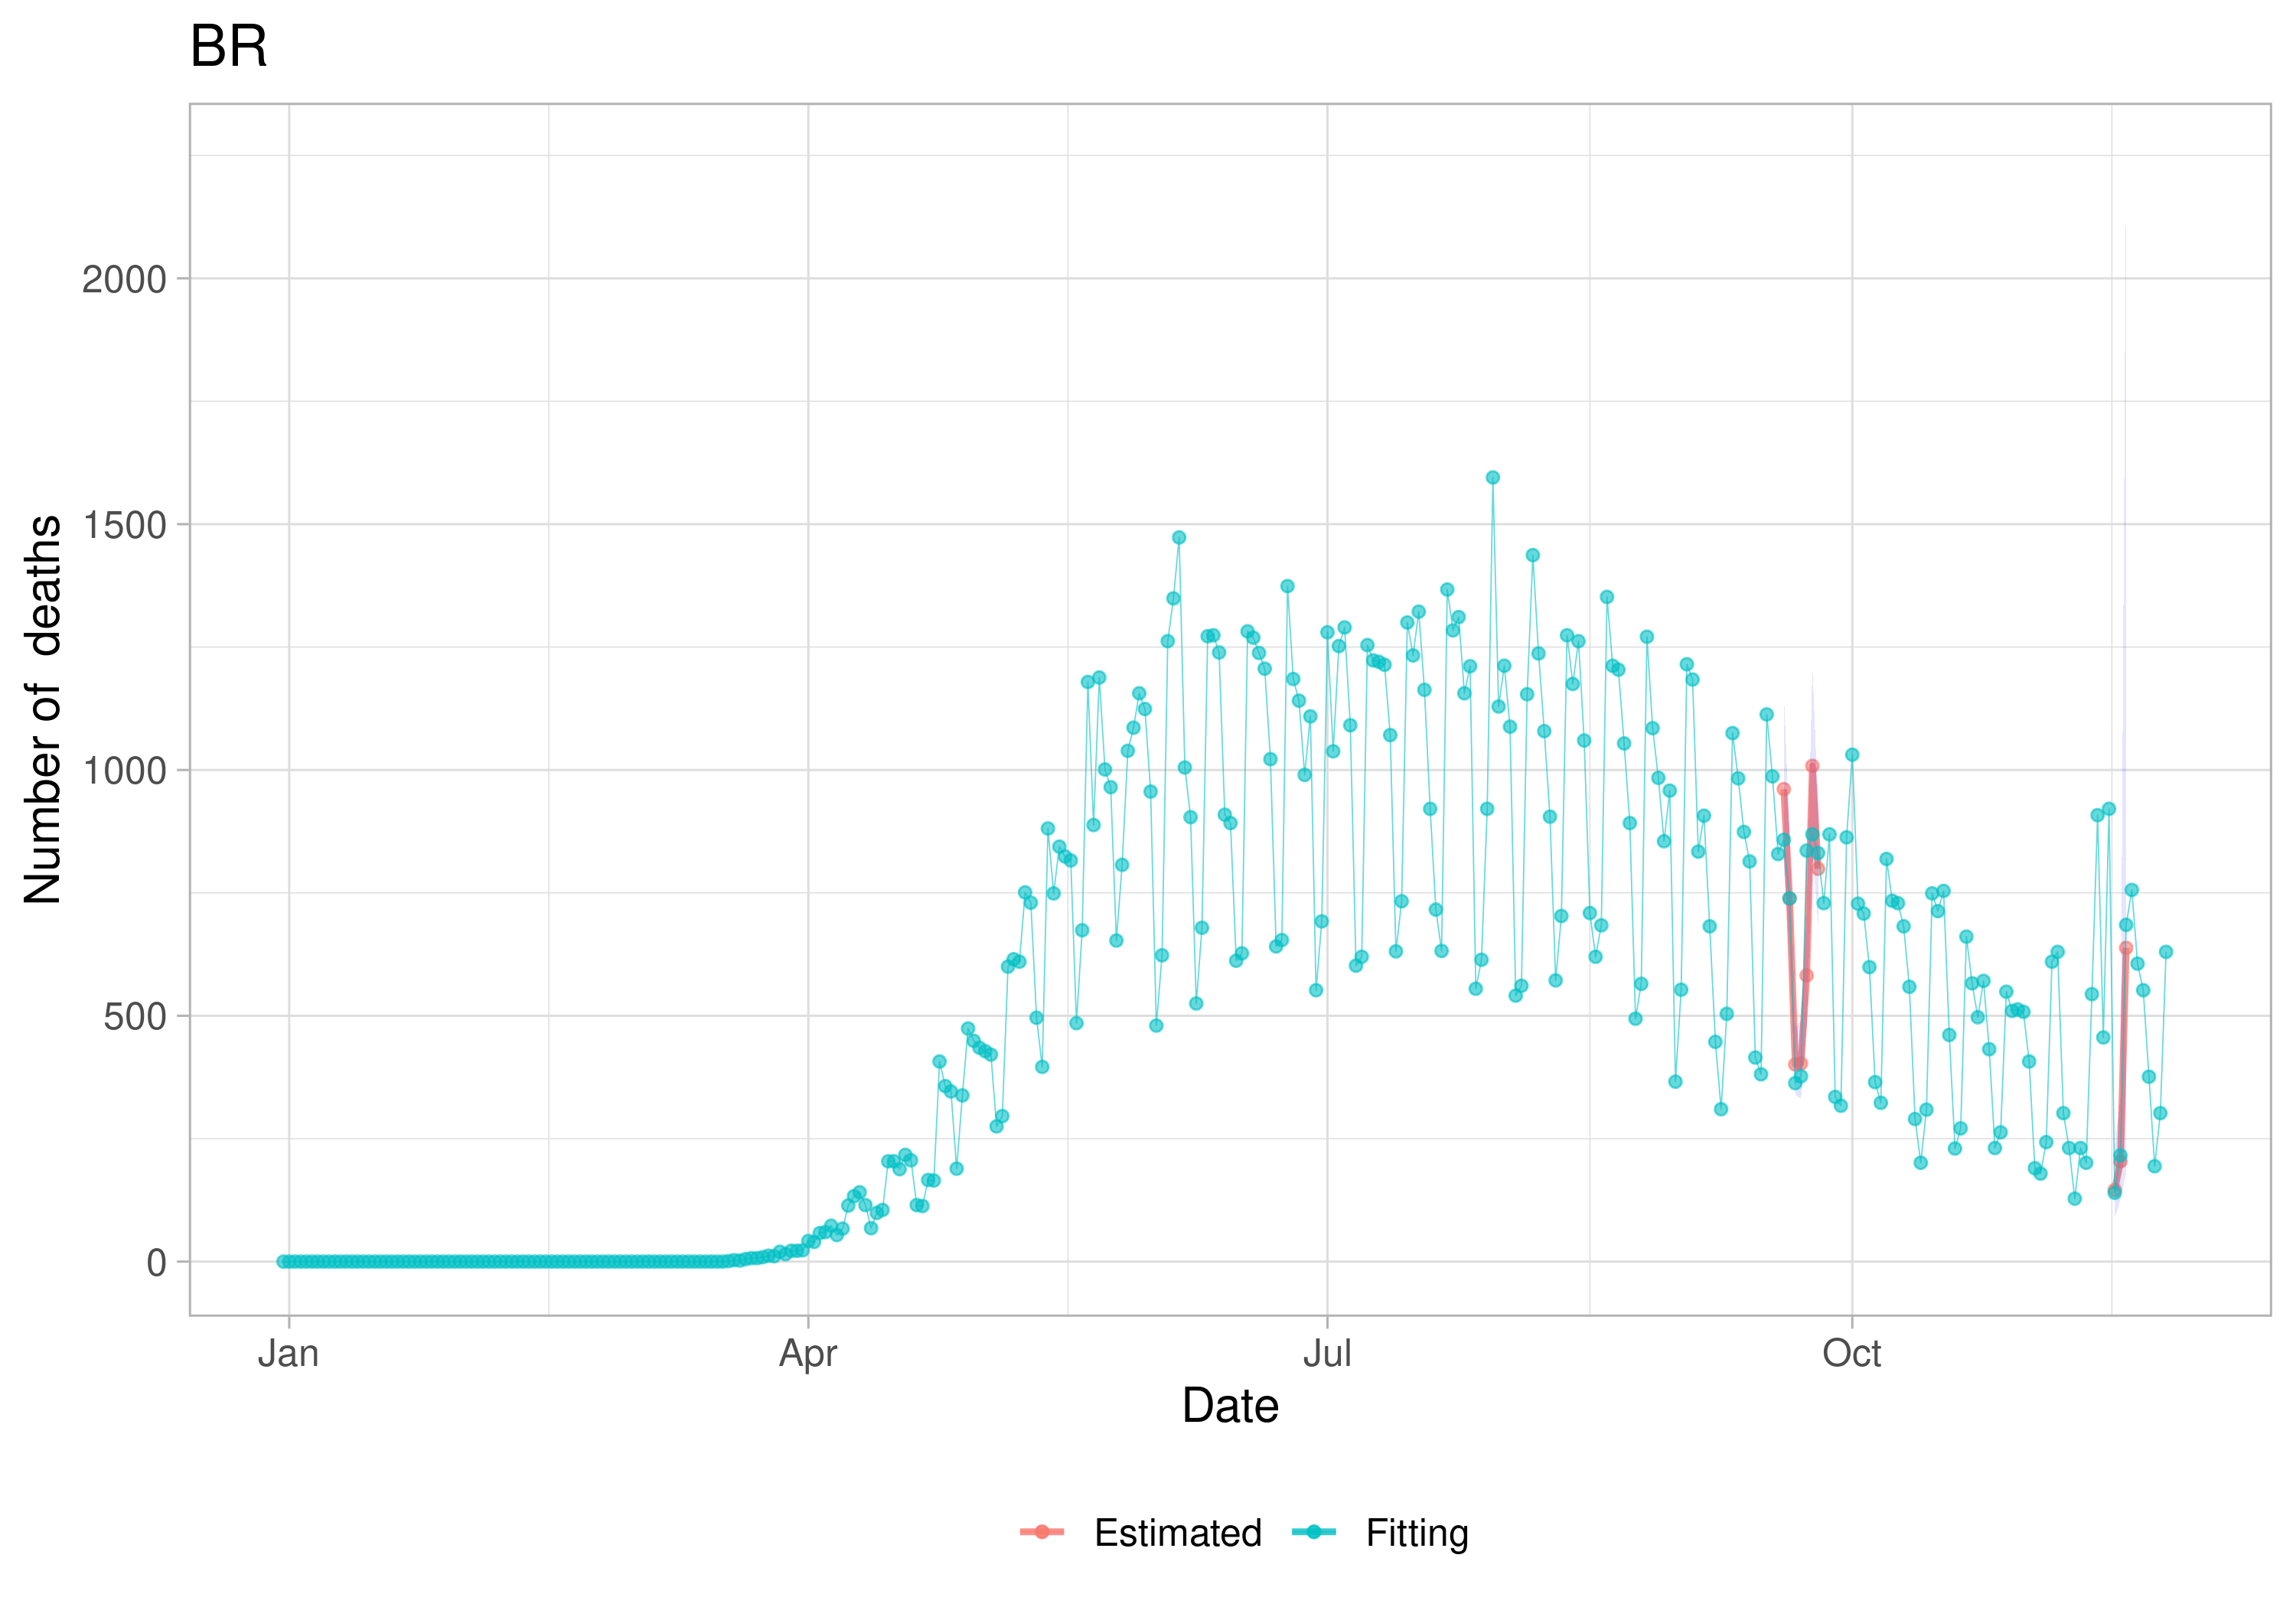 BR
Number of deaths
2000
1500
1000
500
0
Jan Apr Jul Oct
Date
Estimated Fitting